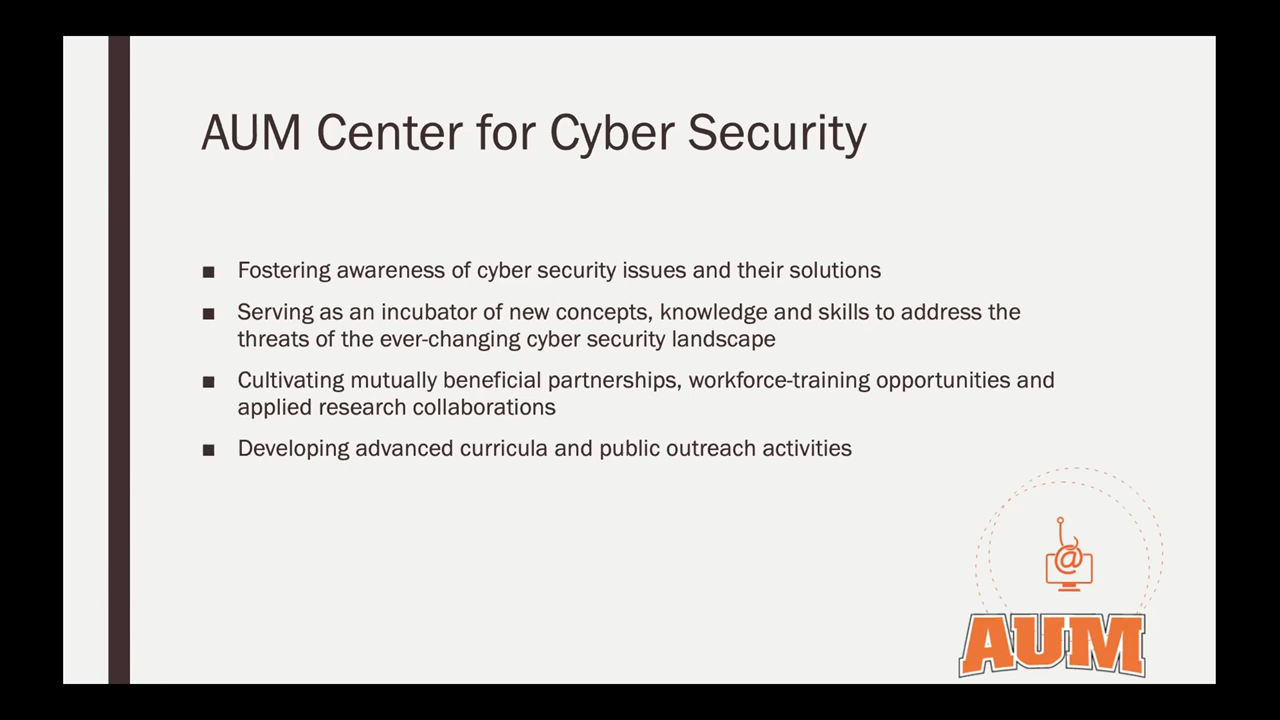 AUM Center for Cyber Security
■ Fostering awareness of cyber security issues and their solutions
■ Serving as an incubator of new concepts, knowledge and skills to address the
threats of the ever-changing cyber security landscape
■ Cultivating mutually beneficial partnerships, workforce-training opportunities and
applied research collaborations
■ Developing advanced curricula and public outreach activities
@
AUM